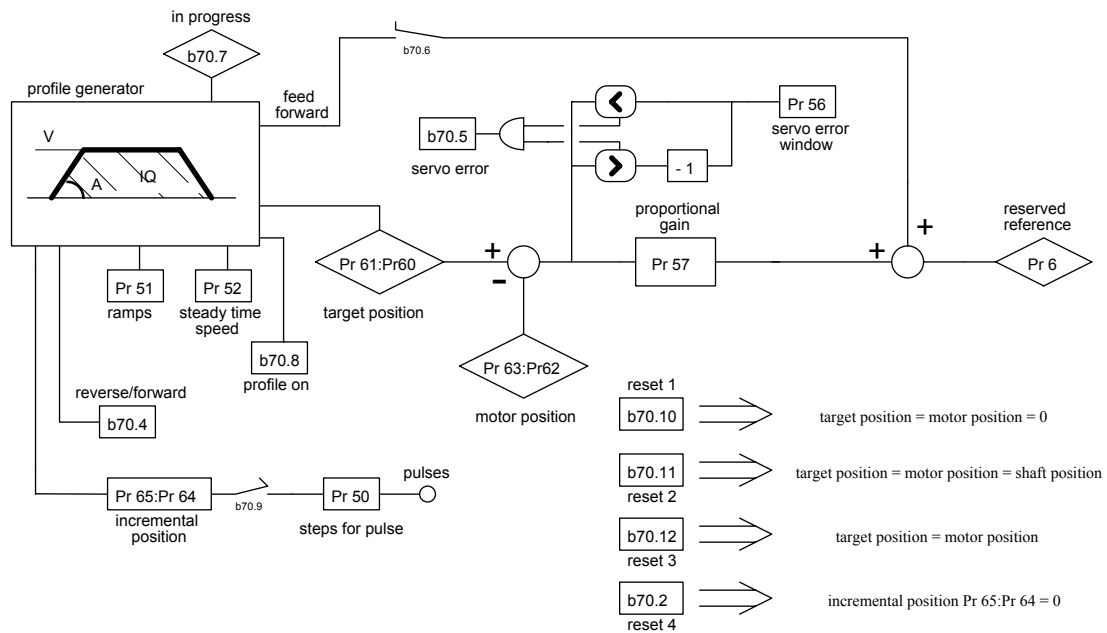 in progress
b70.7
profile generator
V
A
IQ
feed
forward
b70.6
b70.5
servo error
<
>
- 1
Pr 56
servo error
window
Pr 51
ramps
Pr 52
steady time
speed
b70.8
profile on
Pr 61:Pr60
target position
+
-
proportional
gain
Pr 57
+
+
reserved
reference
Pr 6
Pr 63:Pr62
motor position
reverse/forward
b70.4
Pr 65:Pr 64
incremental
position
b70.9
Pr 50
steps for pulse
pulses
reset 1
b70.10
target position = motor position = 0
b70.11
reset 2
target position = motor position = shaft position
b70.12
reset 3
target position = motor position
b70.2
reset 4
incremental position Pr 65:Pr 64 = 0